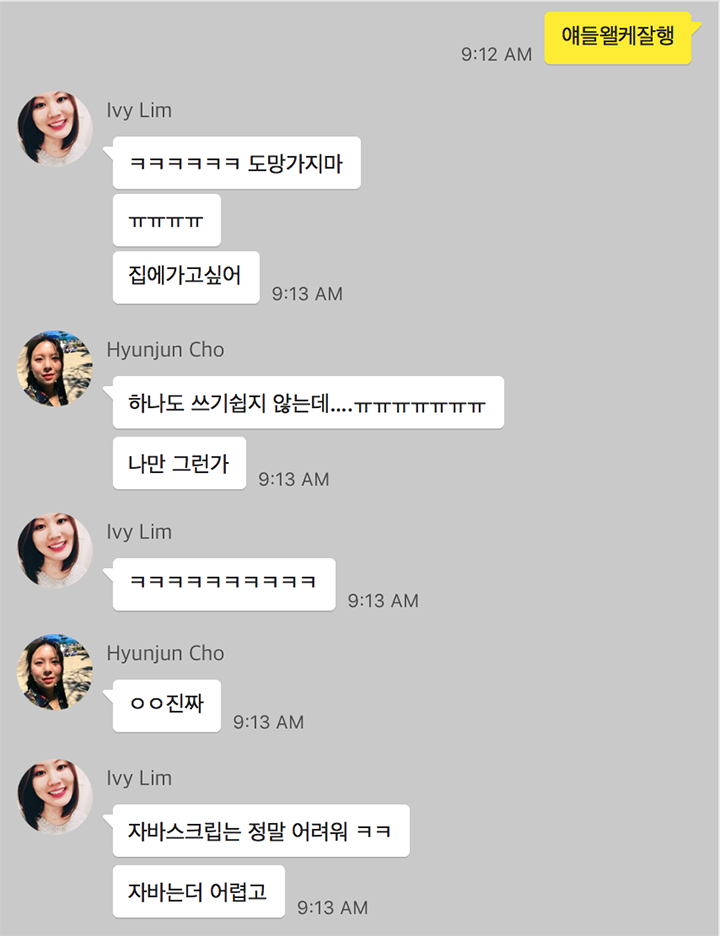 얘들왤케잘행
9:12 AM
Ivy Lim
ㅋㅋㅋㅋㅋㅋ 도망가지마
ㅠㅠㅠㅠ
집에가고싶어
9:13 AM
Hyunjun Cho
하나도 쓰기쉽지 않는데....ㅠㅠㅠㅠㅠㅠㅠ
나만 그런가
9:13 AM
Ivy Lim
ㅋㅋㅋㅋㅋㅋㅋㅋㅋㅋ
9:13 AM
Hyunjun Cho
ㅇㅇ진짜
9:13 AM
Ivy Lim
자바스크립는 정말 어려워 ㅋㅋ
자바는더 어렵고
9:13 AM